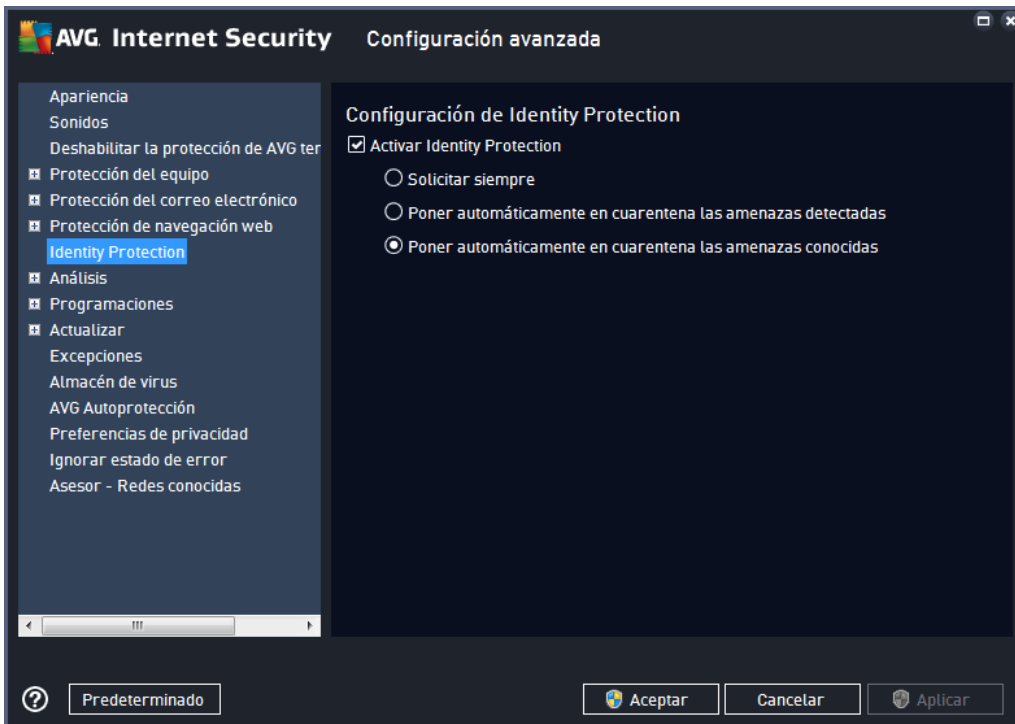 AVG. Internet Security Configuración avanzada
Apariencia
Sonidos
Deshabilitar la protección de AVG ter
Protección del equipo
Protección del correo electrónico
Protección de navegación web
Identity Protection
Análisis
Programaciones
Actualizar
Excepciones
Almacén de virus
AVG Autoprotección
Preferencias de privacidad
Ignorar estado de error
Asesor - Redes conocidas
Configuración de Identity Protection
Activar Identity Protection
Solicitar siempre
Poner automáticamente en cuarentena las amenazas detectadas
Poner automáticamente en cuarentena las amenazas conocidas
? Predeterminado Aceptar Cancelar Aplicar